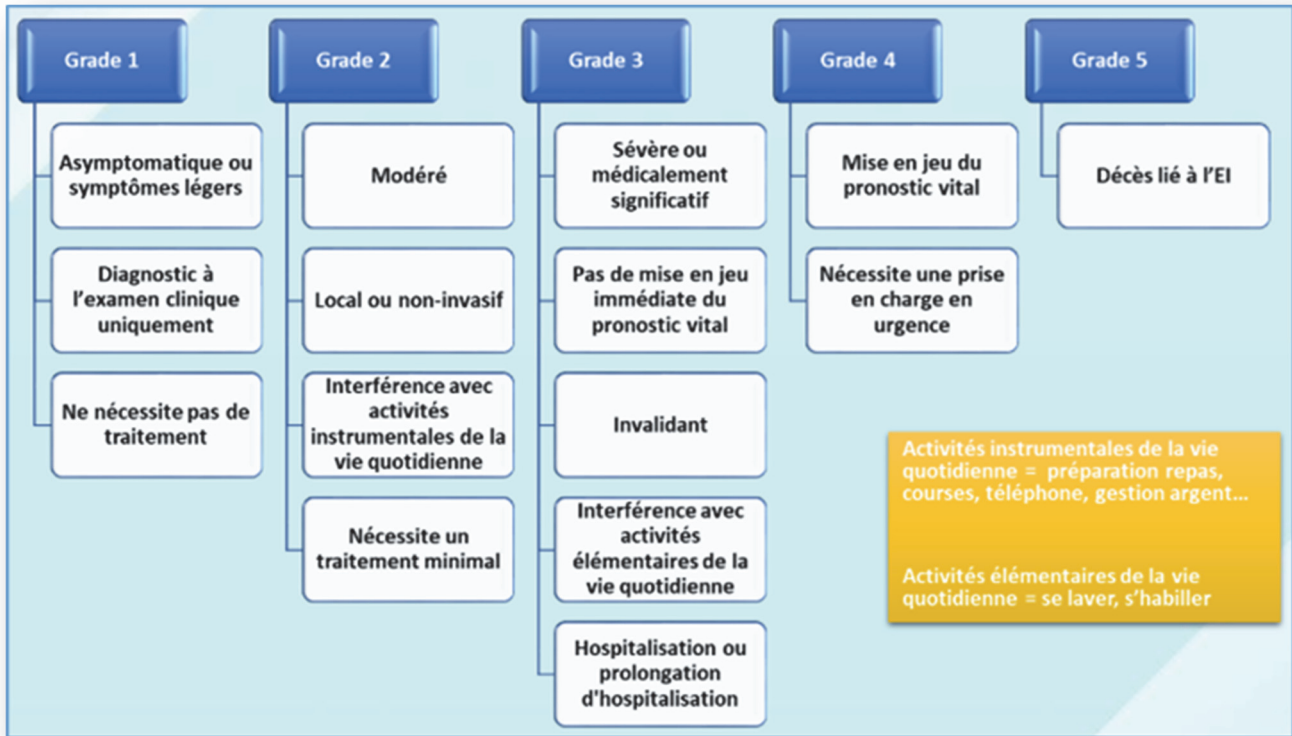 Grade 1
Asymptomatique ou
symptômes légers
Diagnostic à
l'examen clinique
uniquement
Ne nécessite pas de
traitement
Grade 2
Modéré
Local ou non-invasif
Interférence avec
activités
instrumentales de la
vie quotidienne
Nécessite un
traitement minimal
Grade 3
Sévère ou
médicalement
significatif
Pas de mise en jeu
immédiate du
pronostic vital
Invalidant
Interférence avec
activités
élémentaires de la
vie quotidienne
Hospitalisation ou
prolongation
d'hospitalisation
Grade 4
Mise en jeu du
pronostic vital
Nécessite une prise
en charge en
urgence
Grade 5
Décès lié à l'EI
Activités instrumentales de la vie
quotidienne = préparation repas,
courses, téléphone, gestion argent...
Activités élémentaires de la vie
quotidienne = se laver, s'habiller